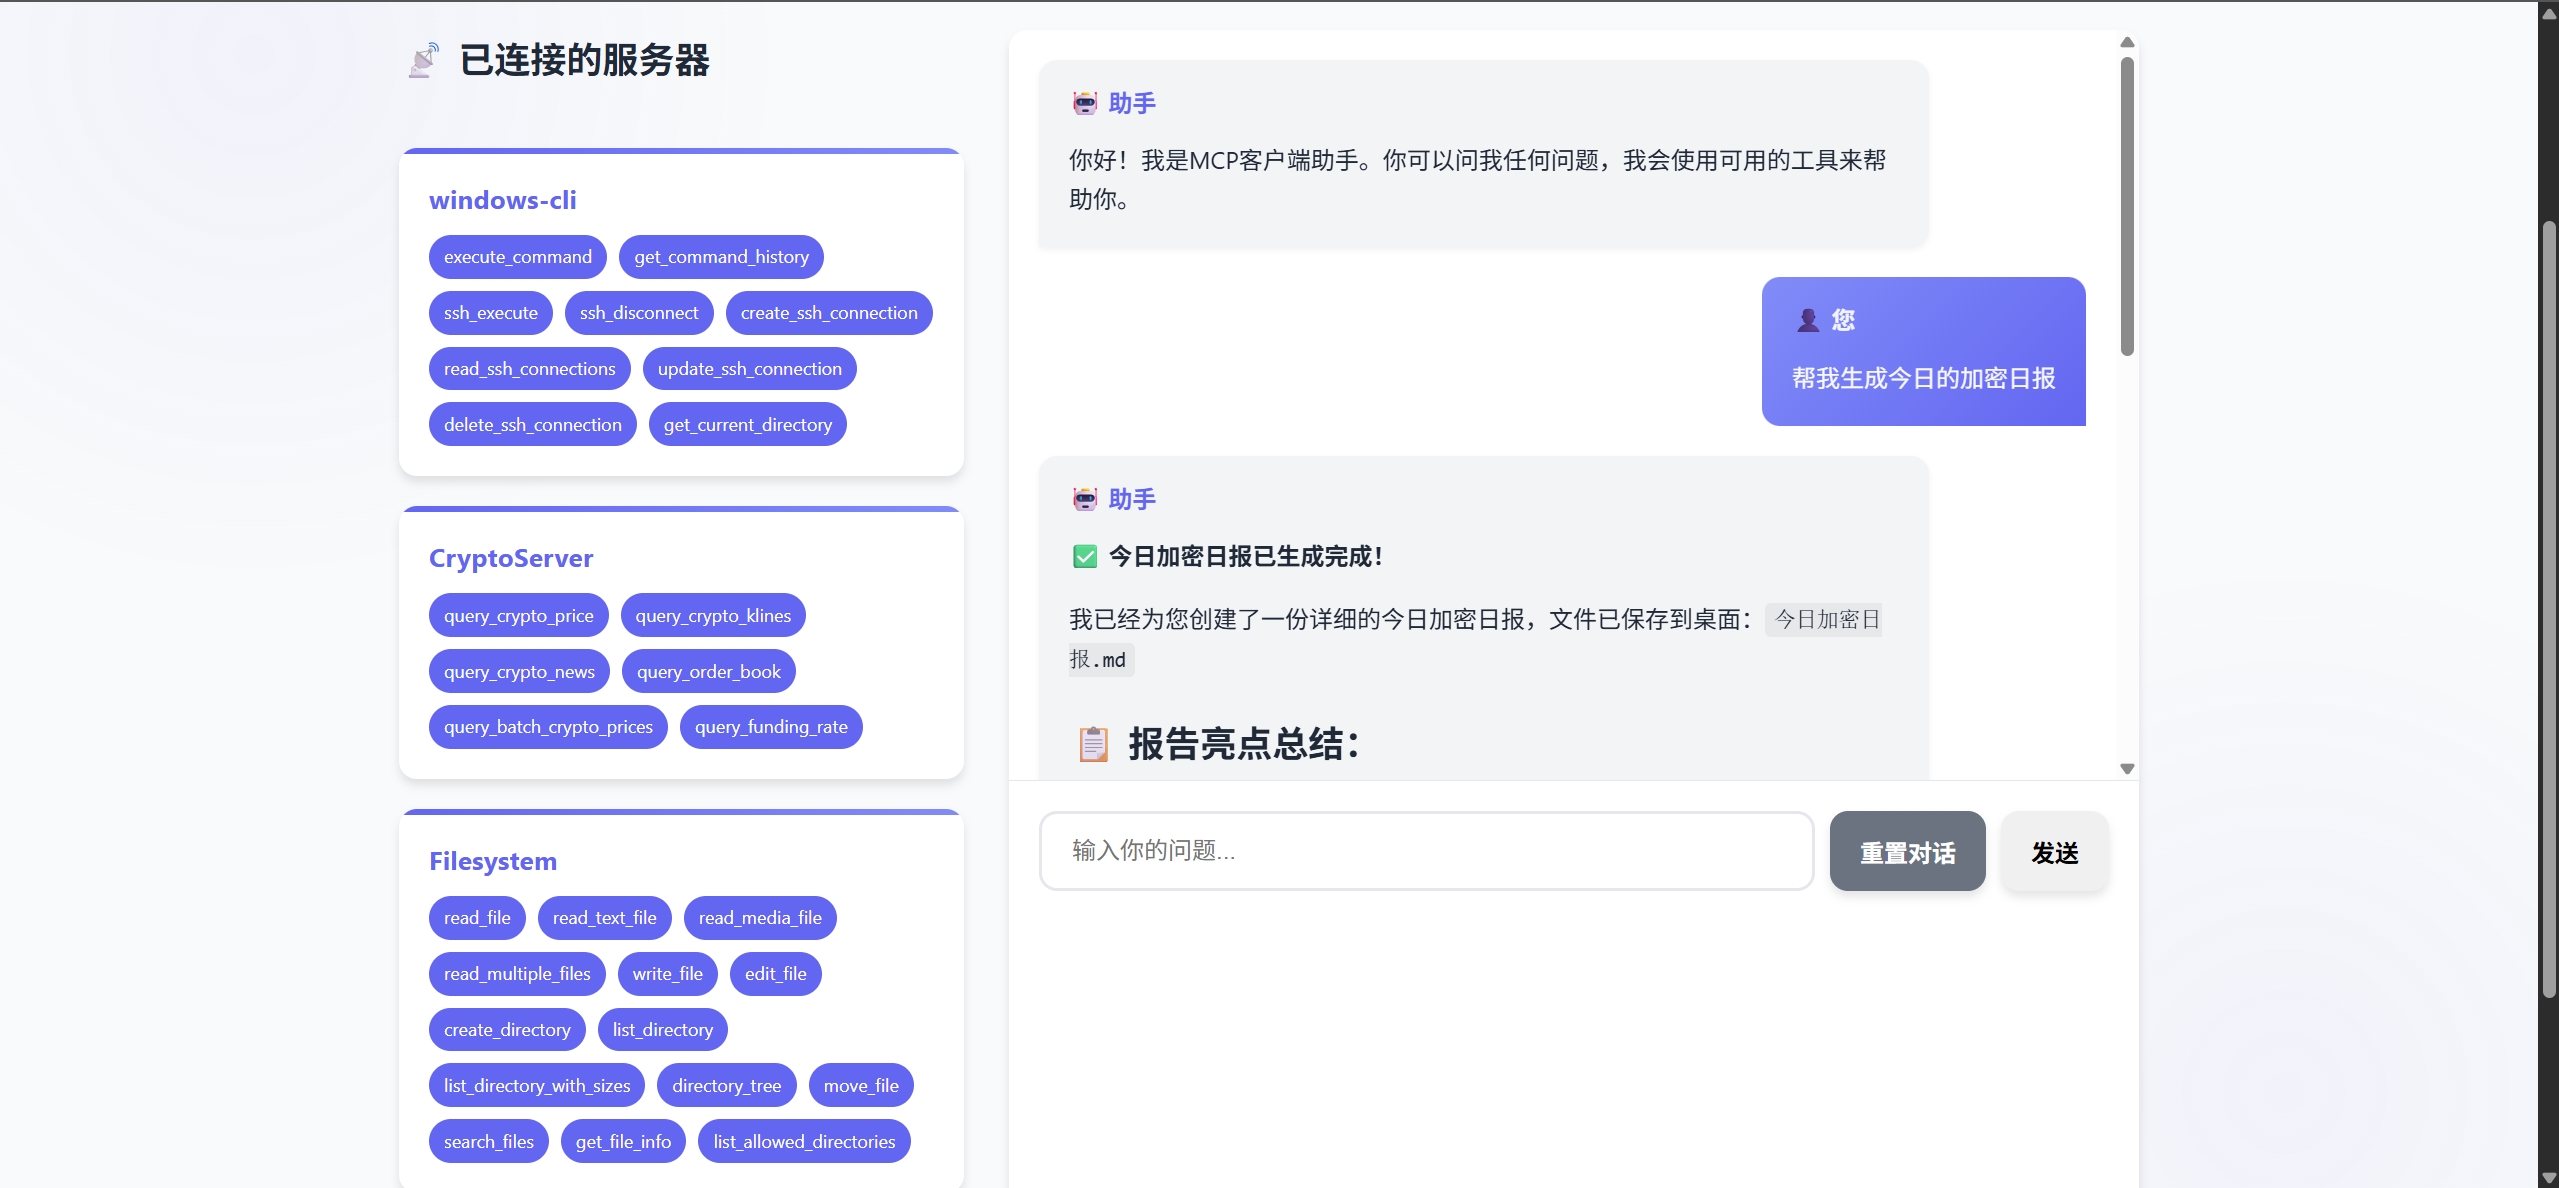 已连接的服务器
windows-cli
execute_command get_command_history
ssh_execute ssh_disconnect create_ssh_connection
read_ssh_connections update_ssh_connection
delete_ssh_connection get_current_directory
CryptoServer
query_crypto_price query_crypto_klines
query_crypto_news query_order_book
query_batch_crypto_prices query_funding_rate
Filesystem
read_file read_text_file read_media_file
read_multiple_files write_file edit_file
create_directory list_directory
list_directory_with_sizes directory_tree move_file
search_files get_file_info list_allowed_directories
助手
你好！我是MCP客户端助手。你可以问我任何问题，我会使用可用的工具来帮
助你。
您
帮我生成今日的加密日报
助手
今日加密日报已生成完成！
我已经为您创建了一份详细的今日加密日报，文件已保存到桌面：今日加密日
报.md
报告亮点总结：
输入你的问题...
重置对话
发送